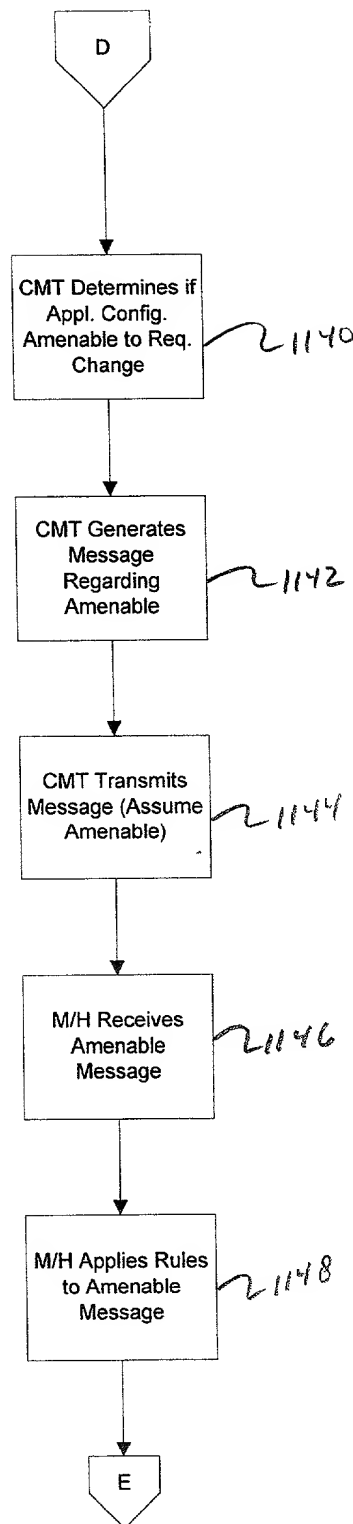 D
CMT Determines if
Appl. Config.
Amenable to Req.
Change
1140
CMT Generates
Message
Regarding
Amenable
1142
CMT Transmits
Message (Assume
Amenable)
1144
M/H Receives
Amenable
Message
1146
M/H Applies Rules
to Amenable
Message
1148
E